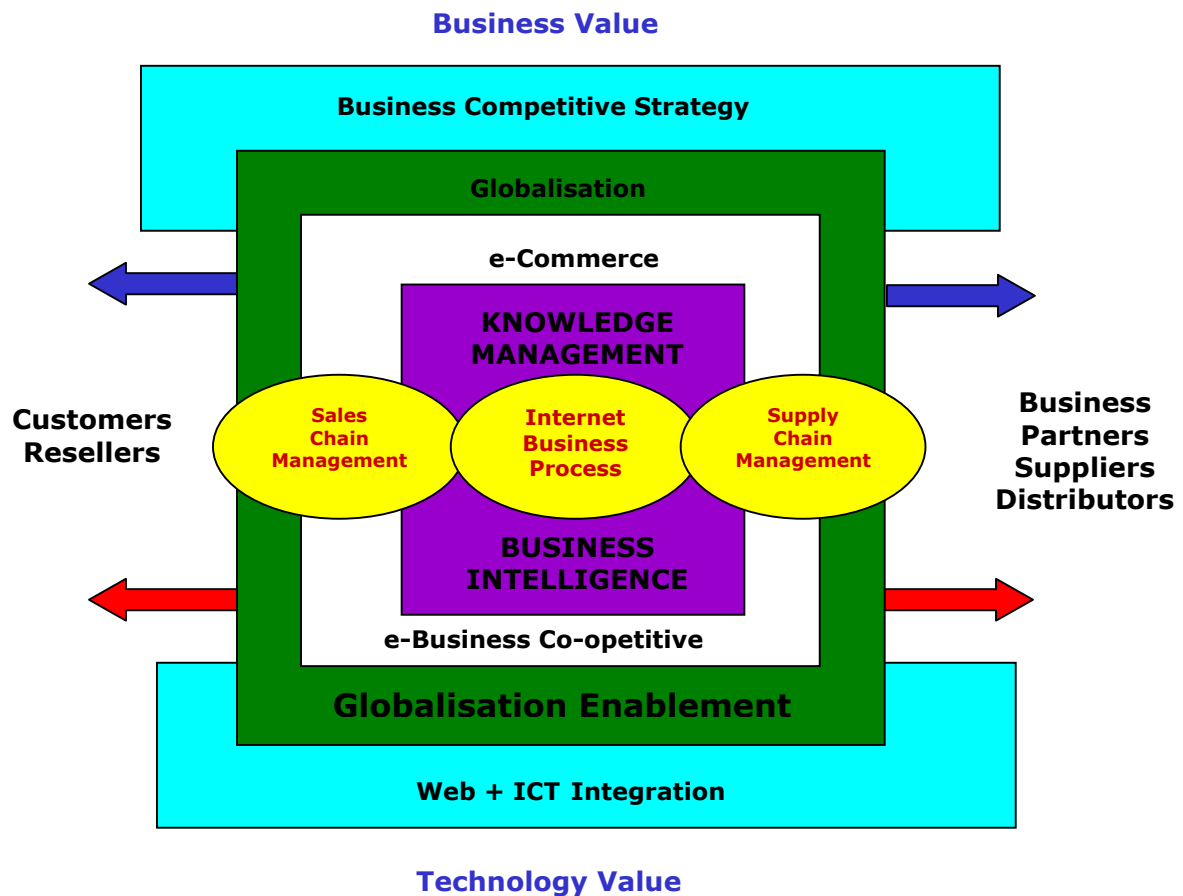 Business Value
Business Competitive Strategy
Globalisation
e-Commerce
KNOWLEDGE
MANAGEMENT
Customers
Resellers
Sales
Chain
Management
Internet
Business
Process
Supply
Chain
Management
Business
Partners
Suppliers
Distributors
BUSINESS
INTELLIGENCE
e-Business Co-opetitive
Globalisation Enablement
Web + ICT Integration
Technology Value